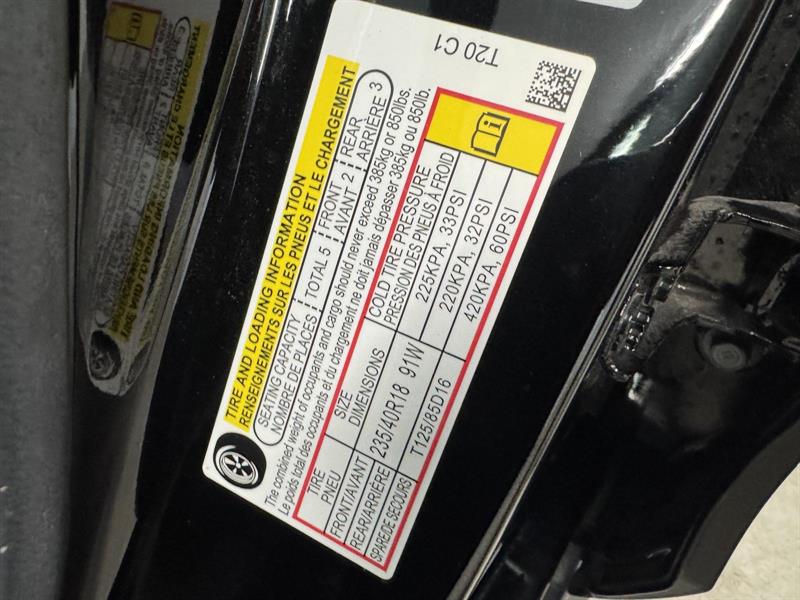 TIRE AND LOADING INFORMATION
RENSEIGNEMENTS SUR LES PNEUS ET LE CHARGEMENT
SEATING CAPACITY
NOMBRE DE PLACES
TOTAL 5
FRONT
AVANT 2
REAR
ARRIÈRE 3
The combined weight of occupants and cargo should never exceed 385kg or 850lbs.
Le poids total des occupants et du chargement ne doit jamais dépasser 385kg ou 850lb.
TIRE
PNEU
SIZE
DIMENSIONS
COLD TIRE PRESSURE
PRESSION DES PNEUS À FROID
FRONT/AVANT
235/40R18 91W
225KPA, 33PSI
REAR/ARRIÈRE
220KPA, 32PSI
SPARE/DE SECOURS
T125/85D16
420KPA, 60PSI
T20 C1